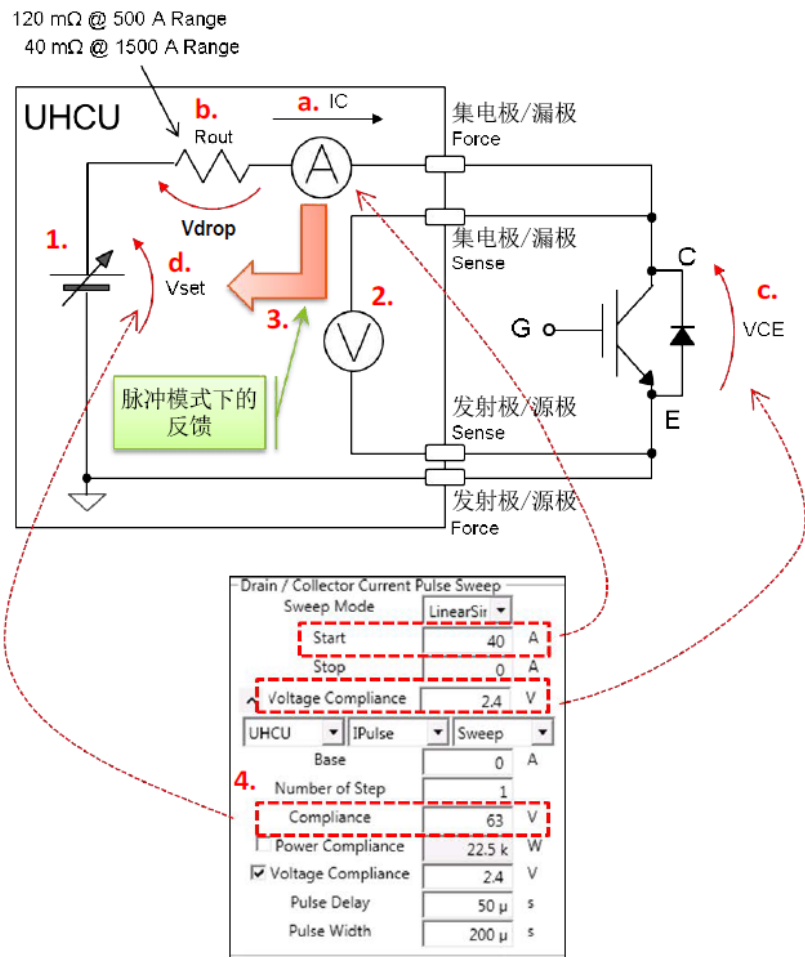 120 mΩ @ 500 A Range
40 mΩ @ 1500 A Range
UHCU
b.
Rout
a. IC
A
集电极/漏极
Force
Vdrop
集电极/漏极
Sense
1.
d.
Vset
2.
3.
V
C
c.
G
VCE
脉冲模式下的
反馈
发射极/源极
Sense
E
发射极/源极
Force
Drain / Collector Current Pulse Sweep
Sweep Mode LinearSir
Start 40 A
Stop 0 A
Voltage Compliance 2.4 V
UHCU IPulse Sweep
Base 0 A
4.
Number of Step 1
Compliance 63 V
Power Compliance 22.5 k W
Voltage Compliance 2.4 V
Pulse Delay 50 µ s
Pulse Width 200 µ s